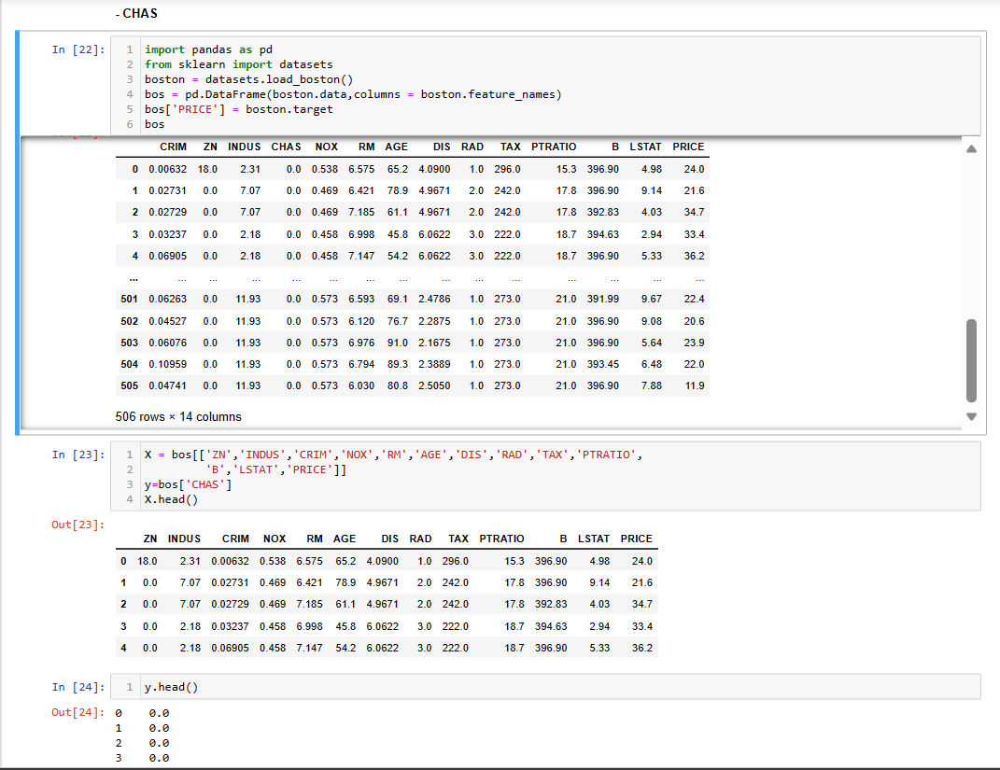 - CHAS
In [22]:
1 import pandas as pd
2 from sklearn import datasets
3 boston = datasets.load_boston()
4 bos = pd.DataFrame(boston.data,columns = boston.feature_names)
5 bos['PRICE'] = boston.target
6 bos
CRIM ZN INDUS CHAS NOX RM AGE DIS RAD TAX PTRATIO B LSTAT PRICE
0 0.00632 18.0 2.31 0.0 0.538 6.575 65.2 4.0900 1.0 296.0 15.3 396.90 4.98 24.0
1 0.02731 0.0 7.07 0.0 0.469 6.421 78.9 4.9671 2.0 242.0 17.8 396.90 9.14 21.6
2 0.02729 0.0 7.07 0.0 0.469 7.185 61.1 4.9671 2.0 242.0 17.8 392.83 4.03 34.7
3 0.03237 0.0 2.18 0.0 0.458 6.998 45.8 6.0622 3.0 222.0 18.7 394.63 2.94 33.4
4 0.06905 0.0 2.18 0.0 0.458 7.147 54.2 6.0622 3.0 222.0 18.7 396.90 5.33 36.2
... ... ... ... ... ... ... ... ... ... ... ... ... ... ...
501 0.06263 0.0 11.93 0.0 0.573 6.593 69.1 2.4786 1.0 273.0 21.0 391.99 9.67 22.4
502 0.04527 0.0 11.93 0.0 0.573 6.120 76.7 2.2875 1.0 273.0 21.0 396.90 9.08 20.6
503 0.06076 0.0 11.93 0.0 0.573 6.976 91.0 2.1675 1.0 273.0 21.0 396.90 5.64 23.9
504 0.10959 0.0 11.93 0.0 0.573 6.794 89.3 2.3889 1.0 273.0 21.0 393.45 6.48 22.0
505 0.04741 0.0 11.93 0.0 0.573 6.030 80.8 2.5050 1.0 273.0 21.0 396.90 7.88 11.9
506 rows × 14 columns
In [23]:
1 X = bos[['ZN','INDUS','CRIM','NOX','RM','AGE','DIS','RAD','TAX','PTRATIO',
2 'B','LSTAT','PRICE']]
3 y=bos['CHAS']
4 X.head()
Out[23]:
ZN INDUS CRIM NOX RM AGE DIS RAD TAX PTRATIO B LSTAT PRICE
0 18.0 2.31 0.00632 0.538 6.575 65.2 4.0900 1.0 296.0 15.3 396.90 4.98 24.0
1 0.0 7.07 0.02731 0.469 6.421 78.9 4.9671 2.0 242.0 17.8 396.90 9.14 21.6
2 0.0 7.07 0.02729 0.469 7.185 61.1 4.9671 2.0 242.0 17.8 392.83 4.03 34.7
3 0.0 2.18 0.03237 0.458 6.998 45.8 6.0622 3.0 222.0 18.7 394.63 2.94 33.4
4 0.0 2.18 0.06905 0.458 7.147 54.2 6.0622 3.0 222.0 18.7 396.90 5.33 36.2
In [24]:
1 y.head()
Out[24]:
0 0.0
1 0.0
2 0.0
3 0.0